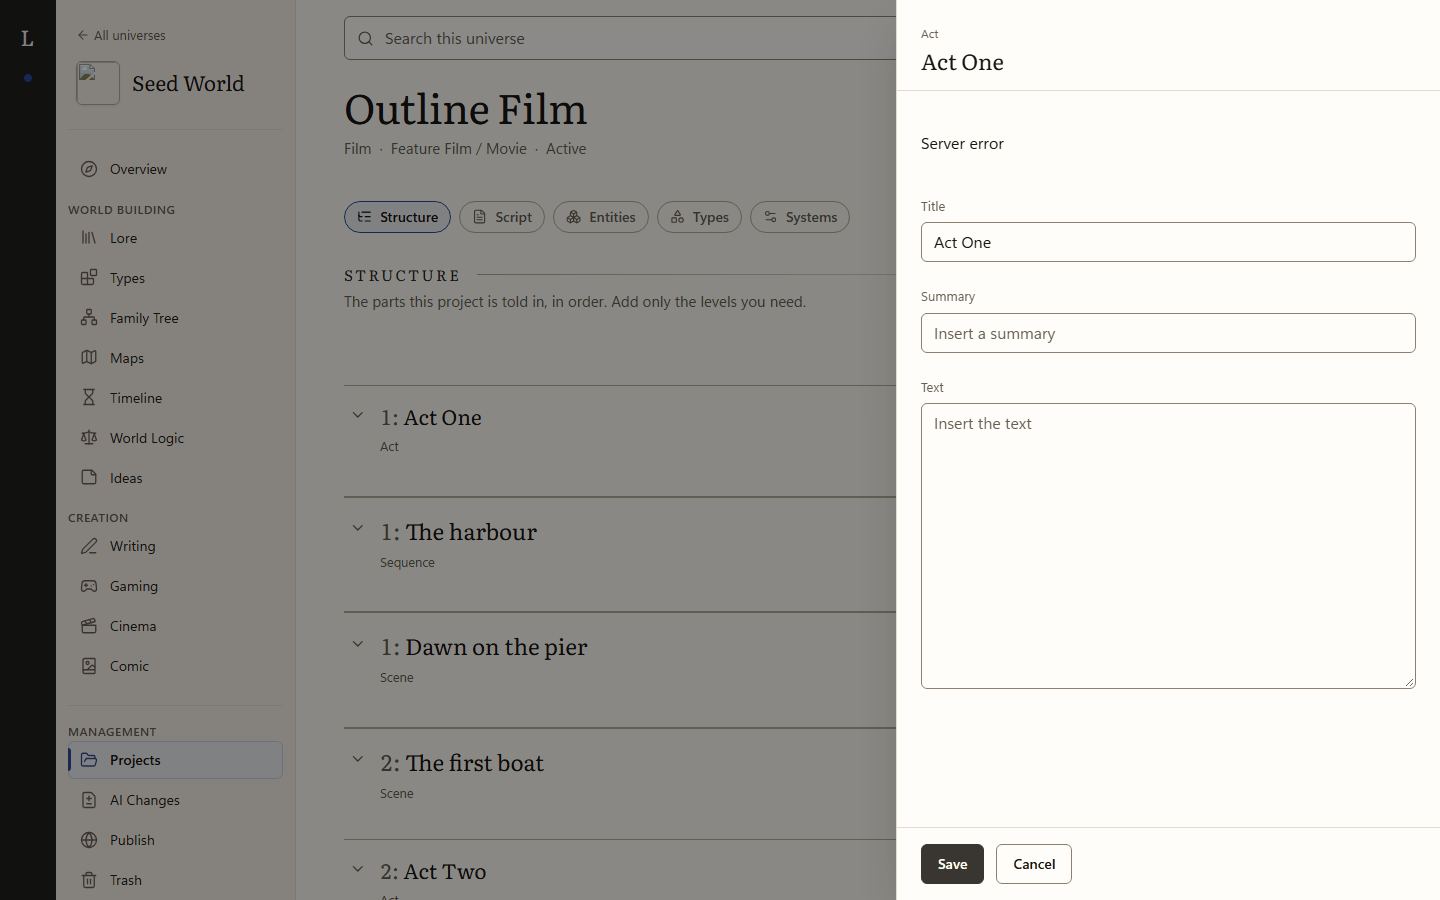 L
All universes
Seed World
Overview
WORLD BUILDING
Lore
Types
Family Tree
Maps
Timeline
World Logic
Ideas
CREATION
Writing
Gaming
Cinema
Comic
MANAGEMENT
Projects
AI Changes
Publish
Trash
Search this universe
Outline Film
Film · Feature Film / Movie · Active
Structure Script Entities Types Systems
STRUCTURE
The parts this project is told in, in order. Add only the levels you need.
1: Act One
Act
1: The harbour
Sequence
1: Dawn on the pier
Scene
2: The first boat
Scene
2: Act Two
Act
Act
Act One
Server error
Title
Act One
Summary
Insert a summary
Text
Insert the text
Save Cancel